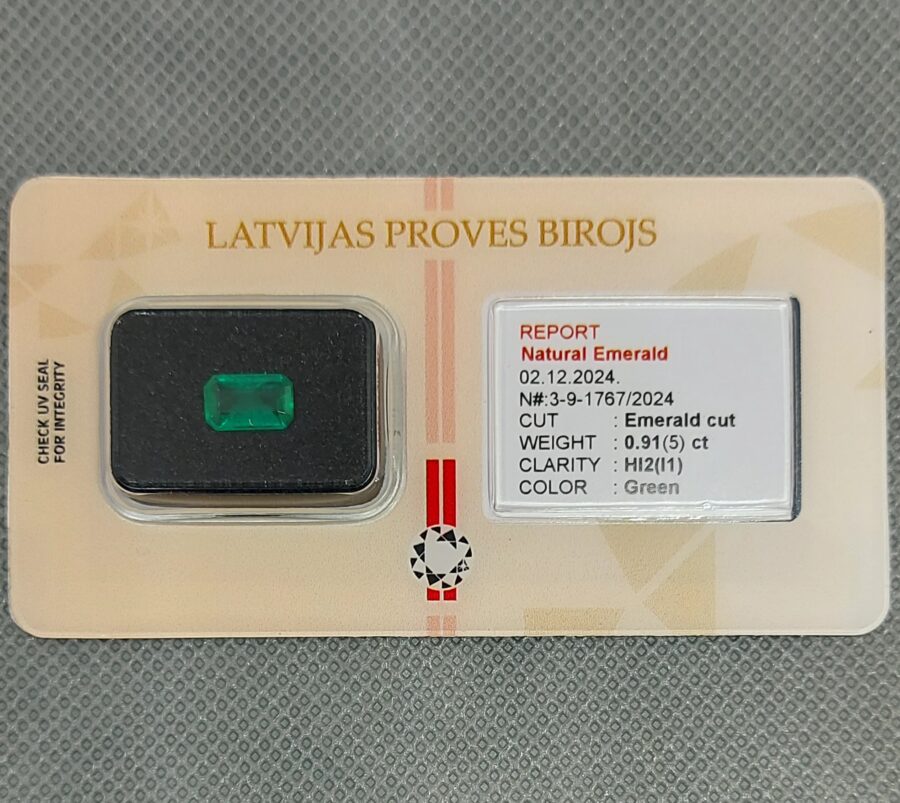 LATVIJAS PROVES BIROJS
CHECK UV SEAL
FOR INTEGRITY
REPORT
Natural Emerald
02.12.2024.
N#:3-9-1767/2024
CUT : Emerald cut
WEIGHT : 0.91(5) ct
CLARITY : HI2(I1)
COLOR : Green